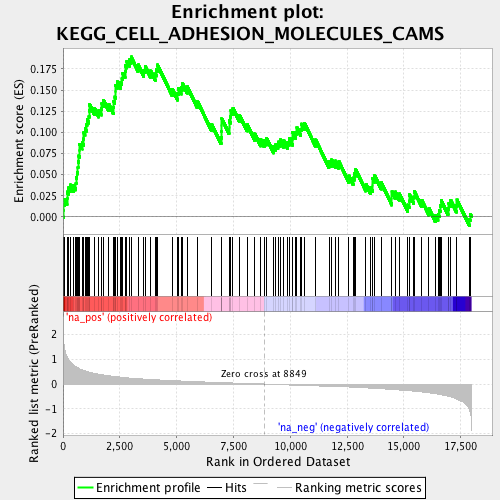 Enrichment plot:
KEGG_CELL_ADHESION_MOLECULES_CAMS
Enrichment score (ES)
0.175
0.150
0.125
0.100
0.075
0.050
0.025
0.000
'na_pos' (positively correlated)
Ranked list metric (PreRanked)
2
1
0
-1
-2
Zero cross at 8849
'na_neg' (negatively correlated)
0
2,500
5,000
7,500
10,000
12,500
15,000
17,500
Rank in Ordered Dataset
Enrichment profile
Hits
Ranking metric scores